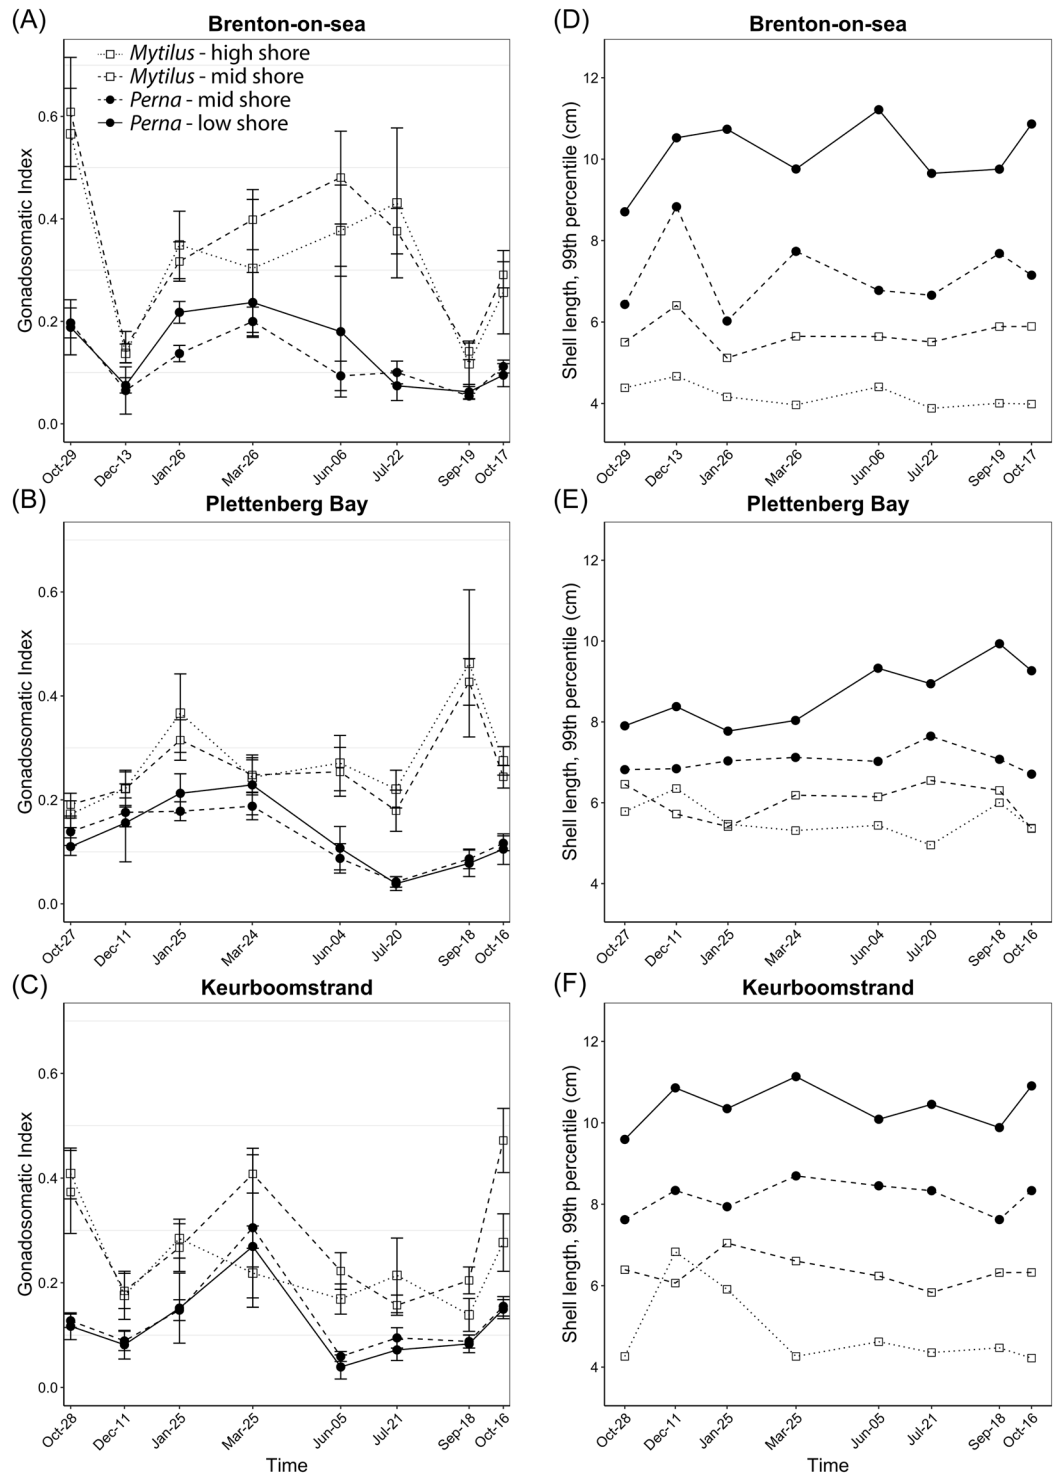 (A) Brenton-on-sea
Mytilus - high shore
Mytilus - mid shore
Perna - mid shore
Perna - low shore
Gonadosomatic Index
0.6
0.4
0.2
0.0
Oct-29 Dec-13 Jan-26 Mar-26 Jun-06 Jul-22 Sep-19 Oct-17
(D) Brenton-on-sea
Shell length, 99th percentile (cm)
12
10
8
6
4
Oct-29 Dec-13 Jan-26 Mar-26 Jun-06 Jul-22 Sep-19 Oct-17
(B) Plettenberg Bay
Gonadosomatic Index
0.6
0.4
0.2
0.0
Oct-27 Dec-11 Jan-25 Mar-24 Jun-04 Jul-20 Sep-18 Oct-16
(E) Plettenberg Bay
Shell length, 99th percentile (cm)
12
10
8
6
4
Oct-27 Dec-11 Jan-25 Mar-24 Jun-04 Jul-20 Sep-18 Oct-16
(C) Keurboomstrand
Gonadosomatic Index
0.6
0.4
0.2
0.0
Oct-28 Dec-11 Jan-25 Mar-25 Jun-05 Jul-21 Sep-18 Oct-16
Time
(F) Keurboomstrand
Shell length, 99th percentile (cm)
12
10
8
6
4
Oct-28 Dec-11 Jan-25 Mar-25 Jun-05 Jul-21 Sep-18 Oct-16
Time